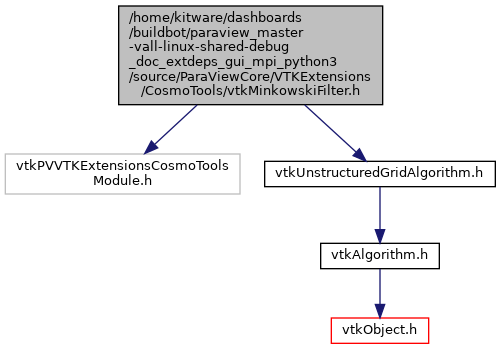 /home/kitware/dashboards
/buildbot/paraview_master
-vall-linux-shared-debug
_doc_extdeps_gui_mpi_python3
/source/ParaViewCore/VTKExtensions
/CosmoTools/vtkMinkowskiFilter.h
vtkPVVTKExtensionsCosmoTools
Module.h
vtkUnstructuredGridAlgorithm.h
vtkAlgorithm.h
vtkObject.h